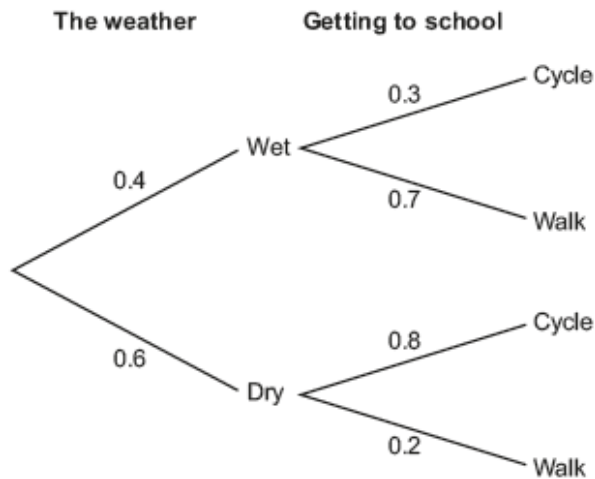 The weather Getting to school
Cycle
0.3
Wet
0.4
0.7
Walk
Cycle
0.8
0.6
Dry
0.2
Walk